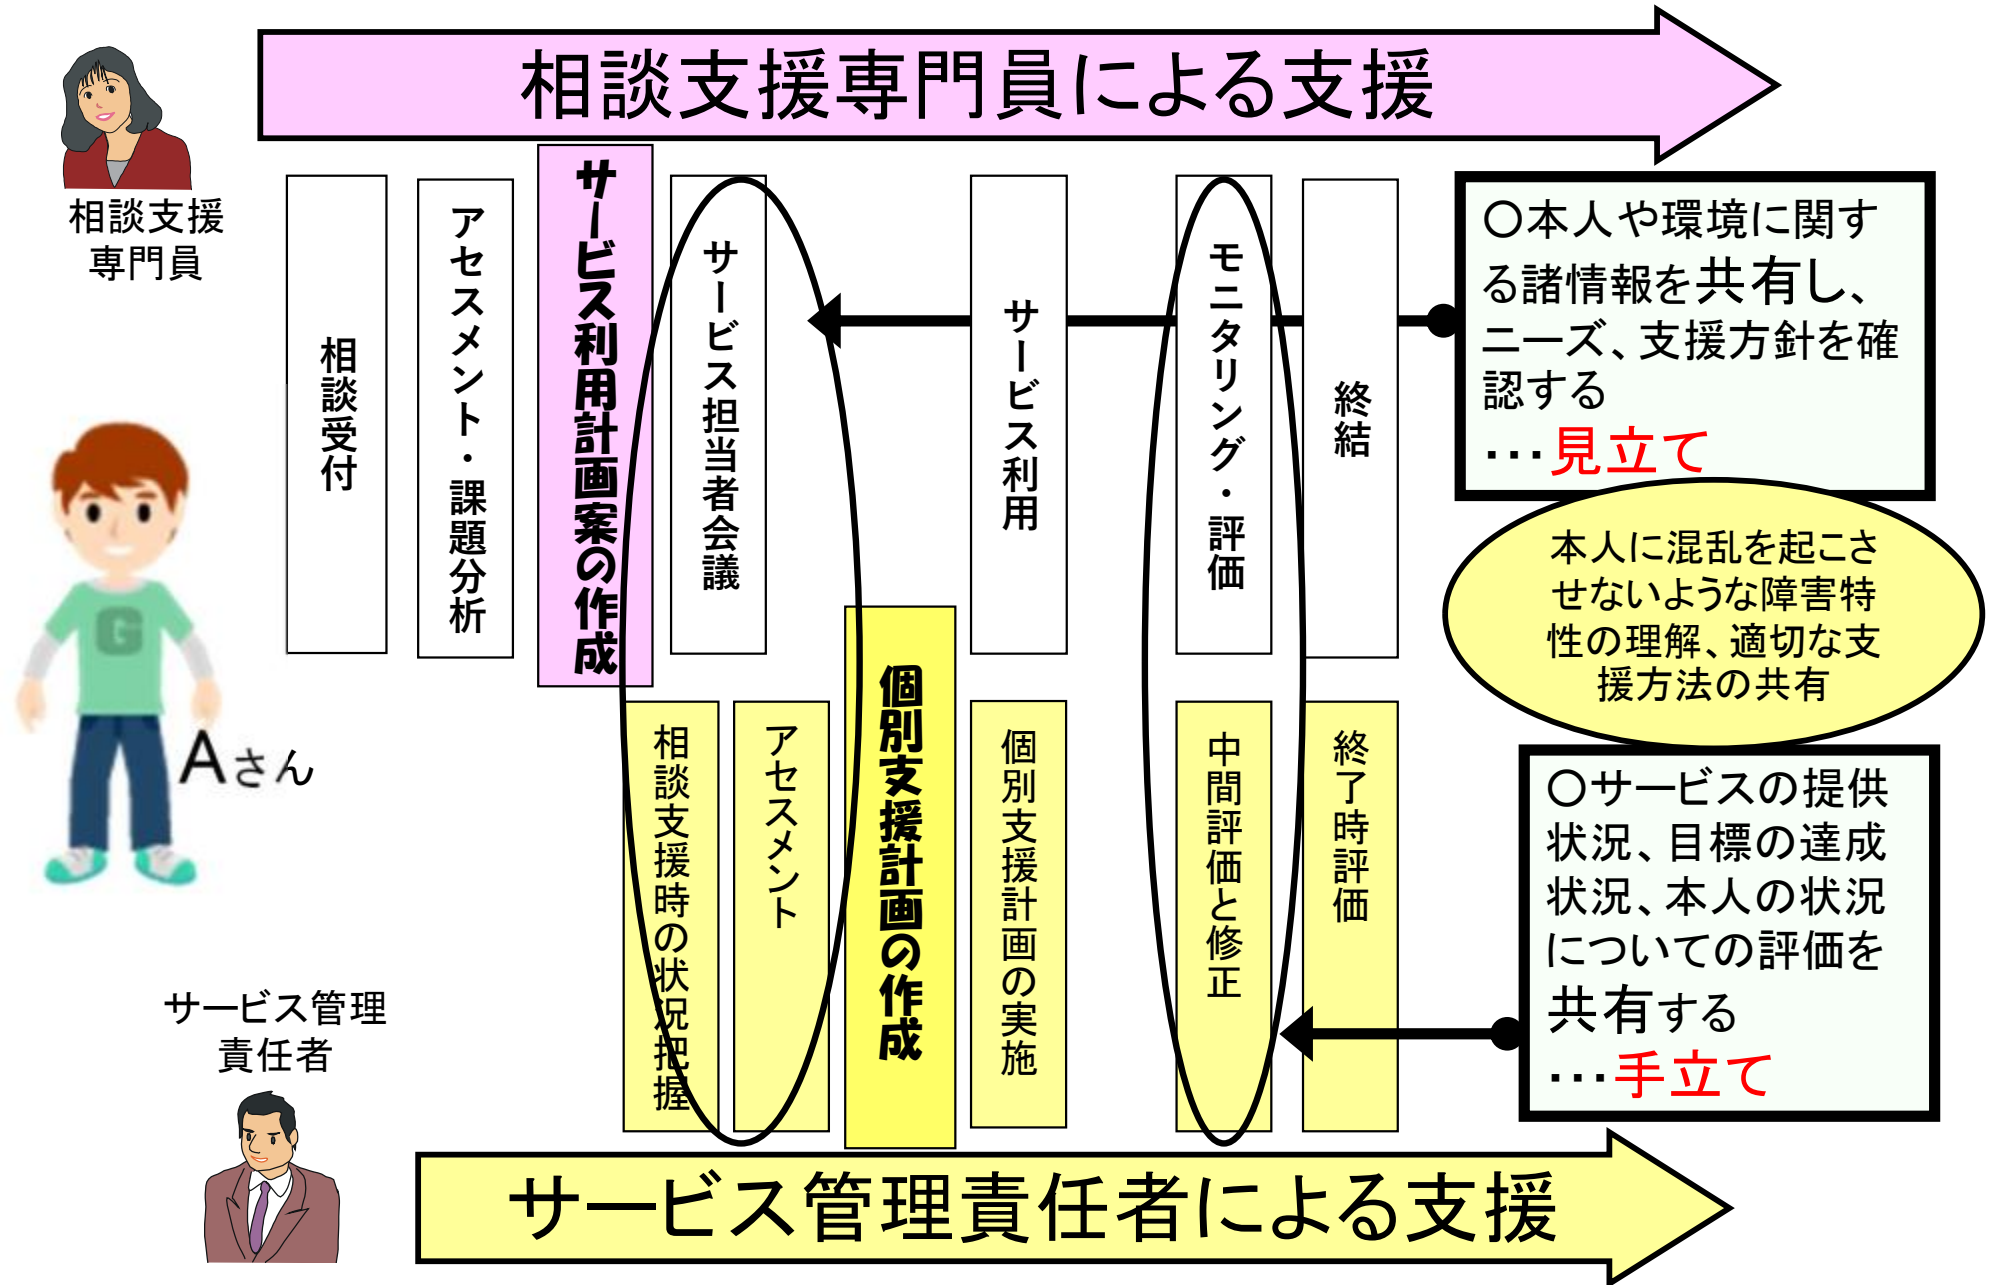 相談支援専門員による支援
相談支援
専門員
相談受付
アセスメント・課題分析
サービス利用計画案の作成
サービス担当者会議
サービス利用
モニタリング・評価
終結
〇本人や環境に関す
る諸情報を共有し、
ニーズ、支援方針を確
認する
・・・見立て
本人に混乱を起こさ
せないような障害特
性の理解、適切な支
援方法の共有
G
Aさん
相談支援時の状況把握
アセスメント
個別支援計画の作成
個別支援計画の実施
中間評価と修正
終了時評価
〇サービスの提供
状況、目標の達成
状況、本人の状況
についての評価を
共有する
・・・手立て
サービス管理
責任者
サービス管理責任者による支援